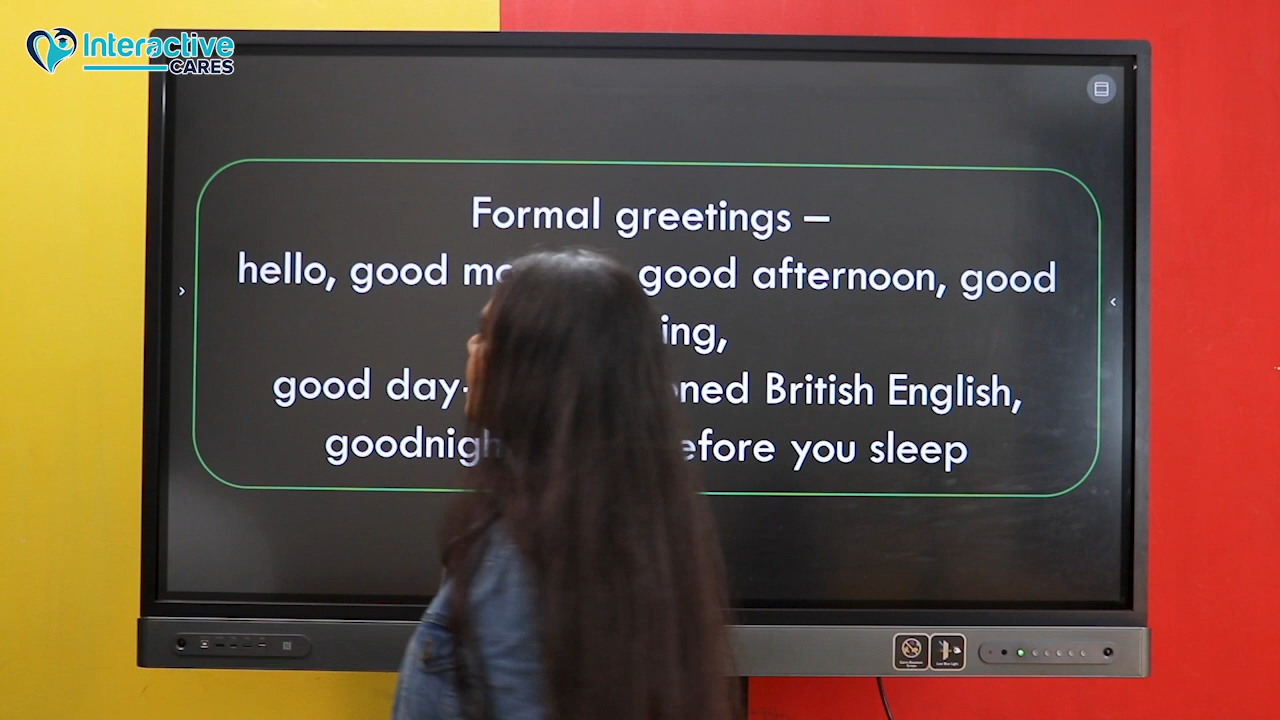 Interactive
CARES
Formal greetings –
hello, good mo good afternoon, good
ing,
good day- oned British English,
goodnigh efore you sleep